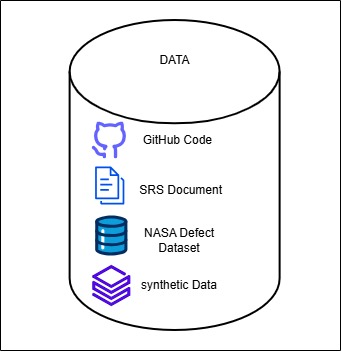 DATA
GitHub Code
SRS Document
NASA Defect
Dataset
synthetic Data